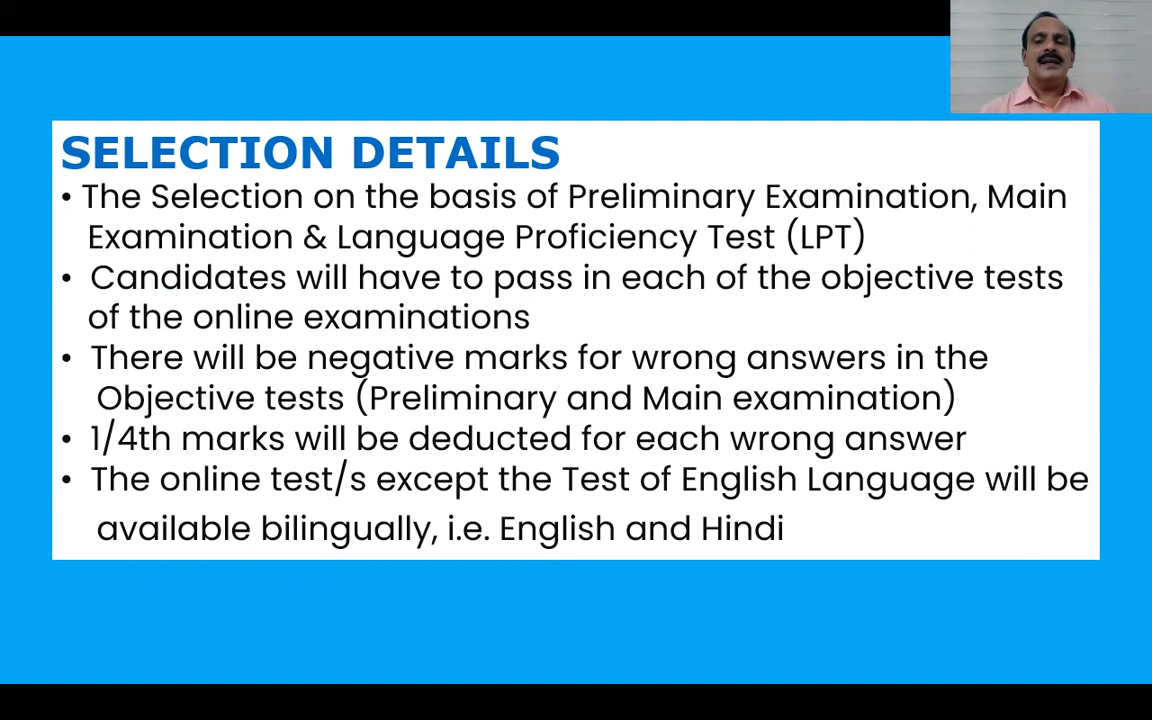 SELECTION DETAILS
• The Selection on the basis of Preliminary Examination, Main
Examination & Language Proficiency Test (LPT)
• Candidates will have to pass in each of the objective tests
of the online examinations
• There will be negative marks for wrong answers in the
Objective tests (Preliminary and Main examination)
• 1/4th marks will be deducted for each wrong answer
• The online test/s except the Test of English Language will be
available bilingually, i.e. English and Hindi